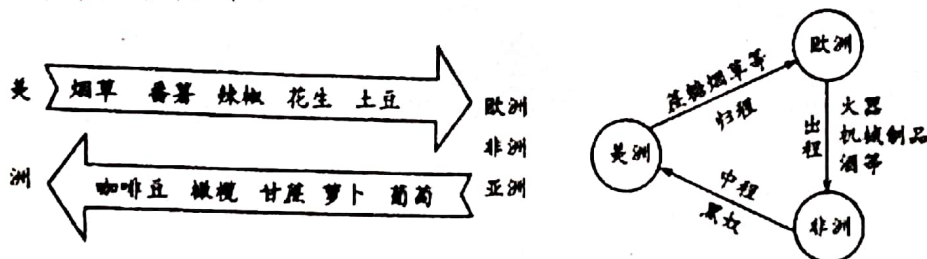 美洲
烟草 番薯 辣椒 花生 土豆
咖啡豆 橄榄 甘蔗 萝卜 葡萄
欧洲
非洲
亚洲
欧洲
蔗糖烟草等
归程
美洲
出程
火器
机械制品
酒等
中程
黑奴
非洲